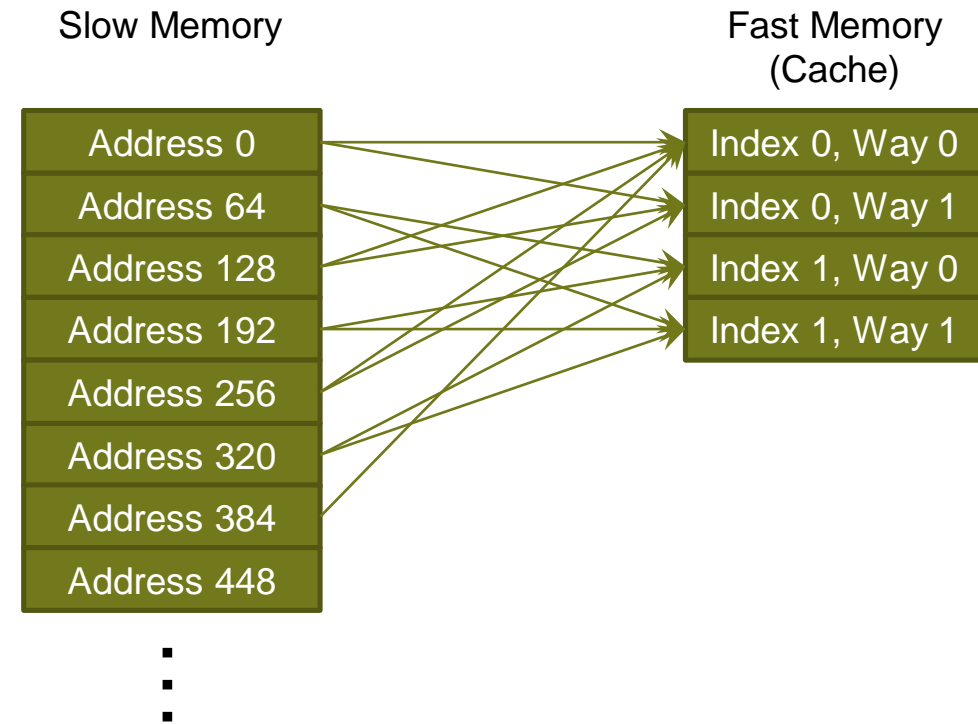 Slow Memory
Address 0
Address 64
Address 128
Address 192
Address 256
Address 320
Address 384
Address 448
Fast Memory
(Cache)
Index 0, Way 0
Index 0, Way 1
Index 1, Way 0
Index 1, Way 1